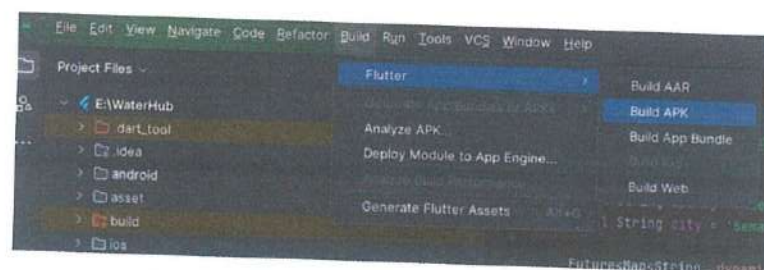 File Edit View Navigate Code Refactor Build Run Tools VCS Window Help
Project Files
E:\WaterHub
dart_tool
.idea
android
asset
build
ios
Flutter
Analyze APK...
Deploy Module to App Engine...
Generate Flutter Assets
Build AAR
Build APK
Build App Bundle
Build Web
String city = '